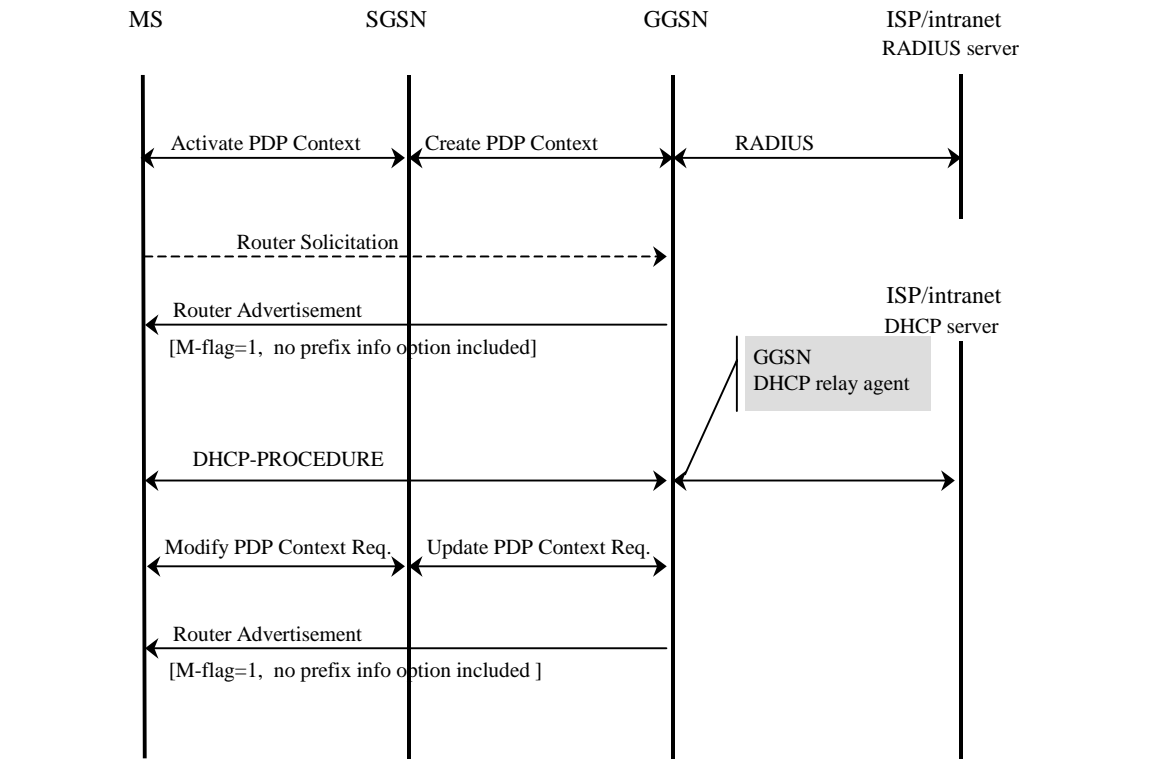 MS
SGSN
GGSN
ISP/intranet
RADIUS server
Activate PDP Context
Create PDP Context
RADIUS
Router Solicitation
Router Advertisement
[M-flag=1, no prefix info option included]
ISP/intranet
DHCP server
GGSN
DHCP relay agent
DHCP-PROCEDURE
Modify PDP Context Req.
Update PDP Context Req.
Router Advertisement
[M-flag=1, no prefix info option included ]